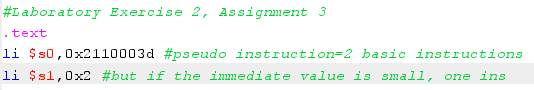 #Laboratory Exercise 2, Assignment 3
.text
li $s0,0x2110003d #pseudo instruction=2 basic instructions
li $s1,0x2 #but if the immediate value is small, one ins